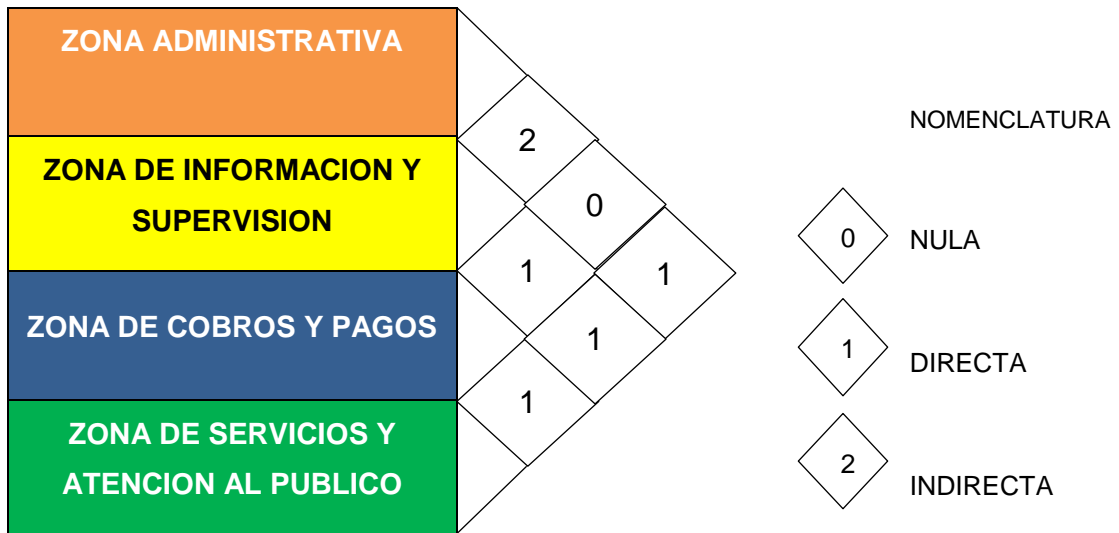 ZONA ADMINISTRATIVA
ZONA DE INFORMACION Y
SUPERVISION
ZONA DE COBROS Y PAGOS
ZONA DE SERVICIOS Y
ATENCION AL PUBLICO
2
0
1
1
1
1
NOMENCLATURA
0 NULA
1 DIRECTA
2 INDIRECTA